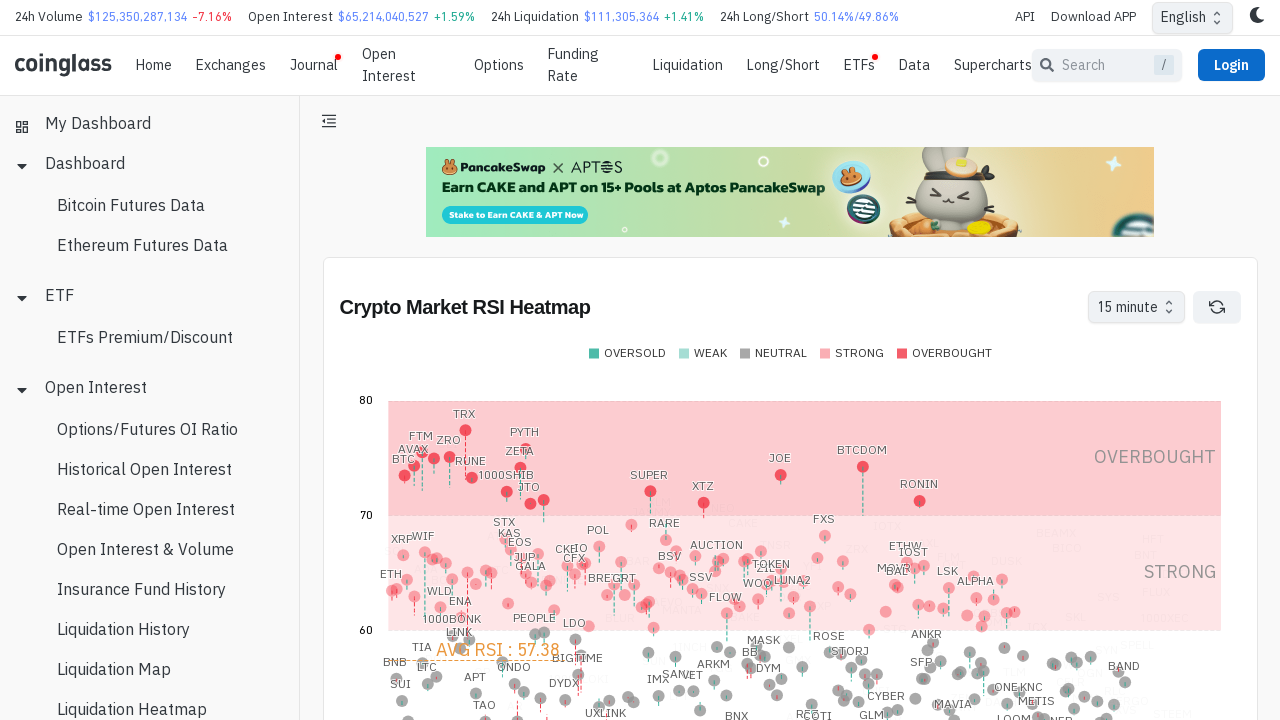 24h Volume $125,350,287,134 -7.16% Open Interest $65,214,040,527 +1.59% 24h Liquidation $111,305,364 +1.41% 24h Long/Short 50.14%/49.86% API Download APP English
coinglass Home Exchanges Journal Open Interest Options Funding Rate Liquidation Long/Short ETFs Data Supercharts Search / Login
My Dashboard
Dashboard
Bitcoin Futures Data
Ethereum Futures Data
ETF
ETFs Premium/Discount
Open Interest
Options/Futures OI Ratio
Historical Open Interest
Real-time Open Interest
Open Interest & Volume
Insurance Fund History
Liquidation History
Liquidation Map
Liquidation Heatmap
PancakeSwap × APTOS
Earn CAKE and APT on 15+ Pools at Aptos PancakeSwap
Stake to Earn CAKE & APT Now
Crypto Market RSI Heatmap
15 minute
OVERSOLD WEAK NEUTRAL STRONG OVERBOUGHT
80
TRX
FTM ZRO PYTH
AVAX ZETA JOE BTCDOM
BTC RUNE OVERBOUGHT
1000SHIB SUPER
JTO XTZ RONIN
70
STX RARE FXS
XRP WIF KAS POL
EOS AUCTION ETHW
JUP IO BSV IOST
GALA CFX TOKEN STRONG
ETH BRETT SSV WOO LUNA2 LSK ALPHA
WLD FLOW
ENA
1000BONK PEOPLE LDO
60
LINK MASK ROSE ANKR
TIA AVG RSI : 57.38 STORJ
BNB LTC ONDO BIGTIME ARKM DYM SFP BAND
SUI APT DYDX IMX CYBER ONE KNC
TAO MAVIA METIS
UXLINK BNX COTI GLM LOOM